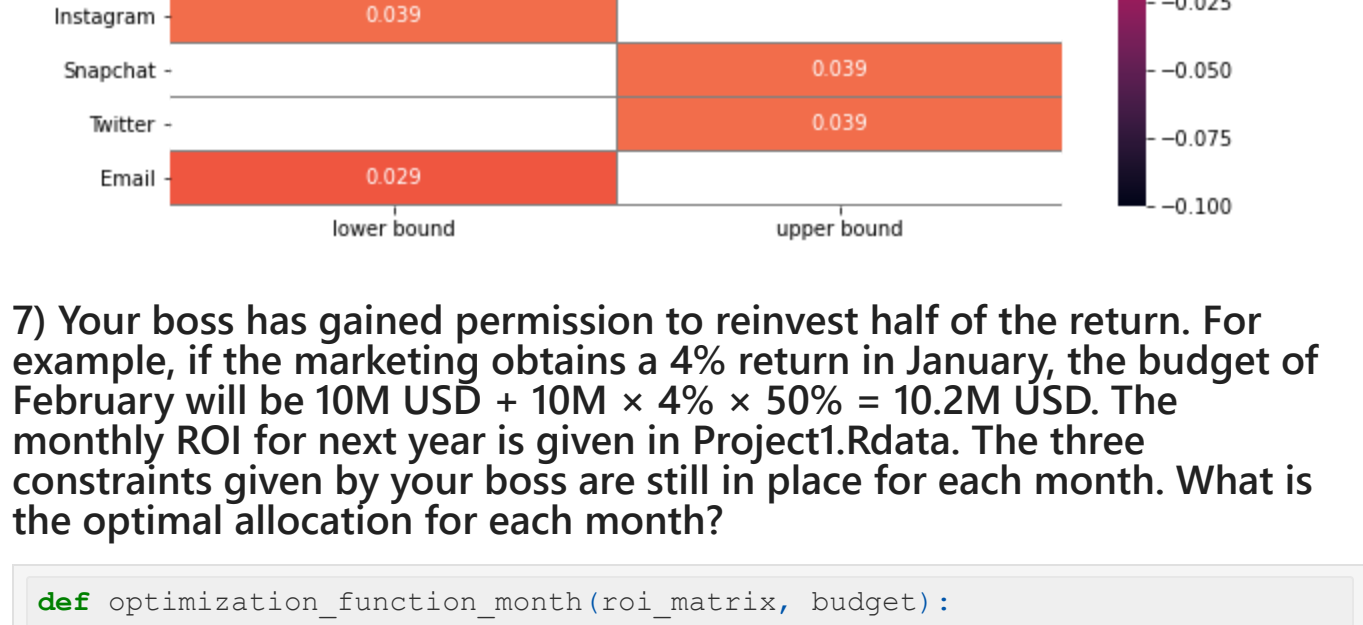 Instagram
0.039
−0.025
Snapchat
0.039
−0.050
Twitter
0.039
−0.075
Email
0.029
−0.100
lower bound
upper bound
7) Your boss has gained permission to reinvest half of the return. For
example, if the marketing obtains a 4% return in January, the budget of
February will be 10M USD + 10M × 4% × 50% = 10.2M USD. The
monthly ROI for next year is given in Project1.Rdata. The three
constraints given by your boss are still in place for each month. What is
the optimal allocation for each month?
def optimization_function_month(roi_matrix, budget):